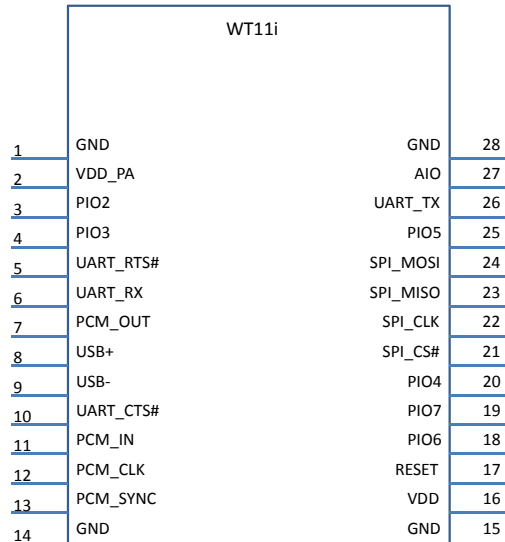 WT11i
1 GND GND 28
2 VDD_PA AIO 27
3 PIO2 UART_TX 26
4 PIO3 PIO5 25
5 UART_RTS# SPI_MOSI 24
6 UART_RX SPI_MISO 23
7 PCM_OUT SPI_CLK 22
8 USB+ SPI_CS# 21
9 USB- PIO4 20
10 UART_CTS# PIO7 19
11 PCM_IN PIO6 18
12 PCM_CLK RESET 17
13 PCM_SYNC VDD 16
14 GND GND 15